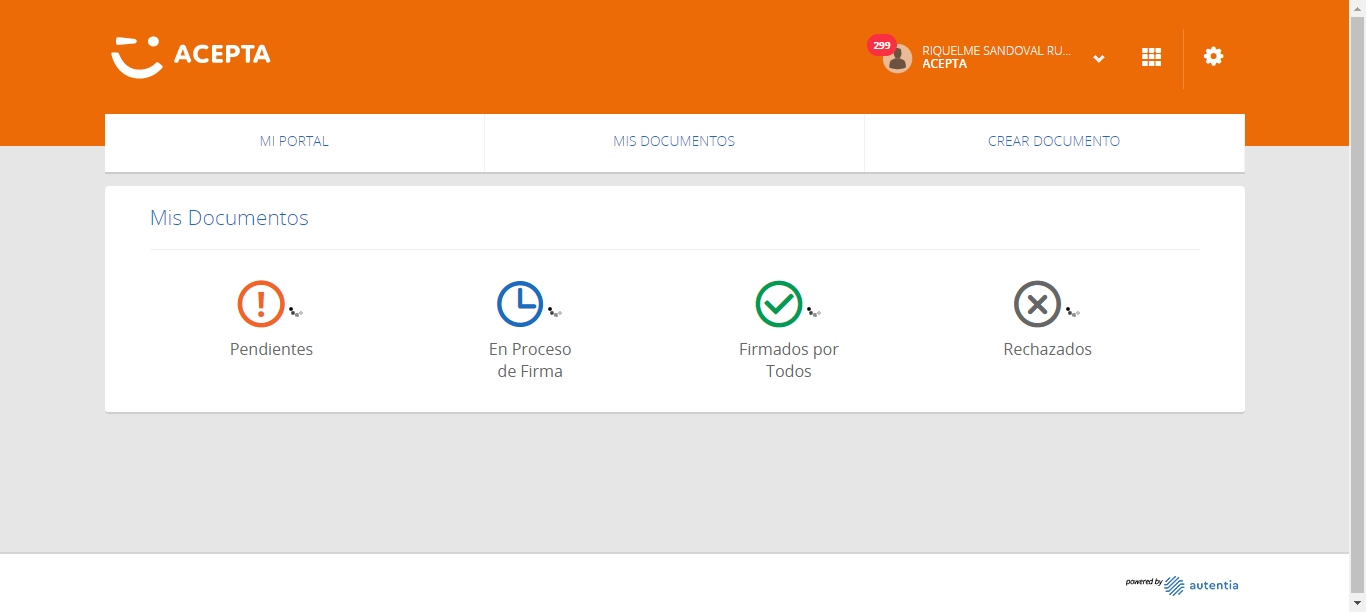 ACEPTA
299
RIQUELME SANDOVAL RU...
ACEPTA
MI PORTAL
MIS DOCUMENTOS
CREAR DOCUMENTO
Mis Documentos
Pendientes
En Proceso
de Firma
Firmados por
Todos
Rechazados
powered by autentia